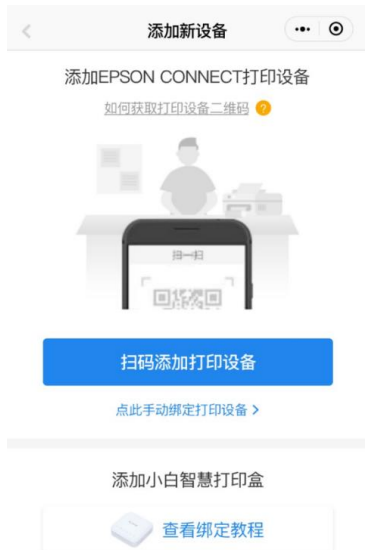 添加新设备
添加EPSON CONNECT打印设备
如何获取打印设备二维码 ?
扫一扫
扫码添加打印设备
点此手动绑定打印设备 >
添加小白智慧打印盒
查看绑定教程